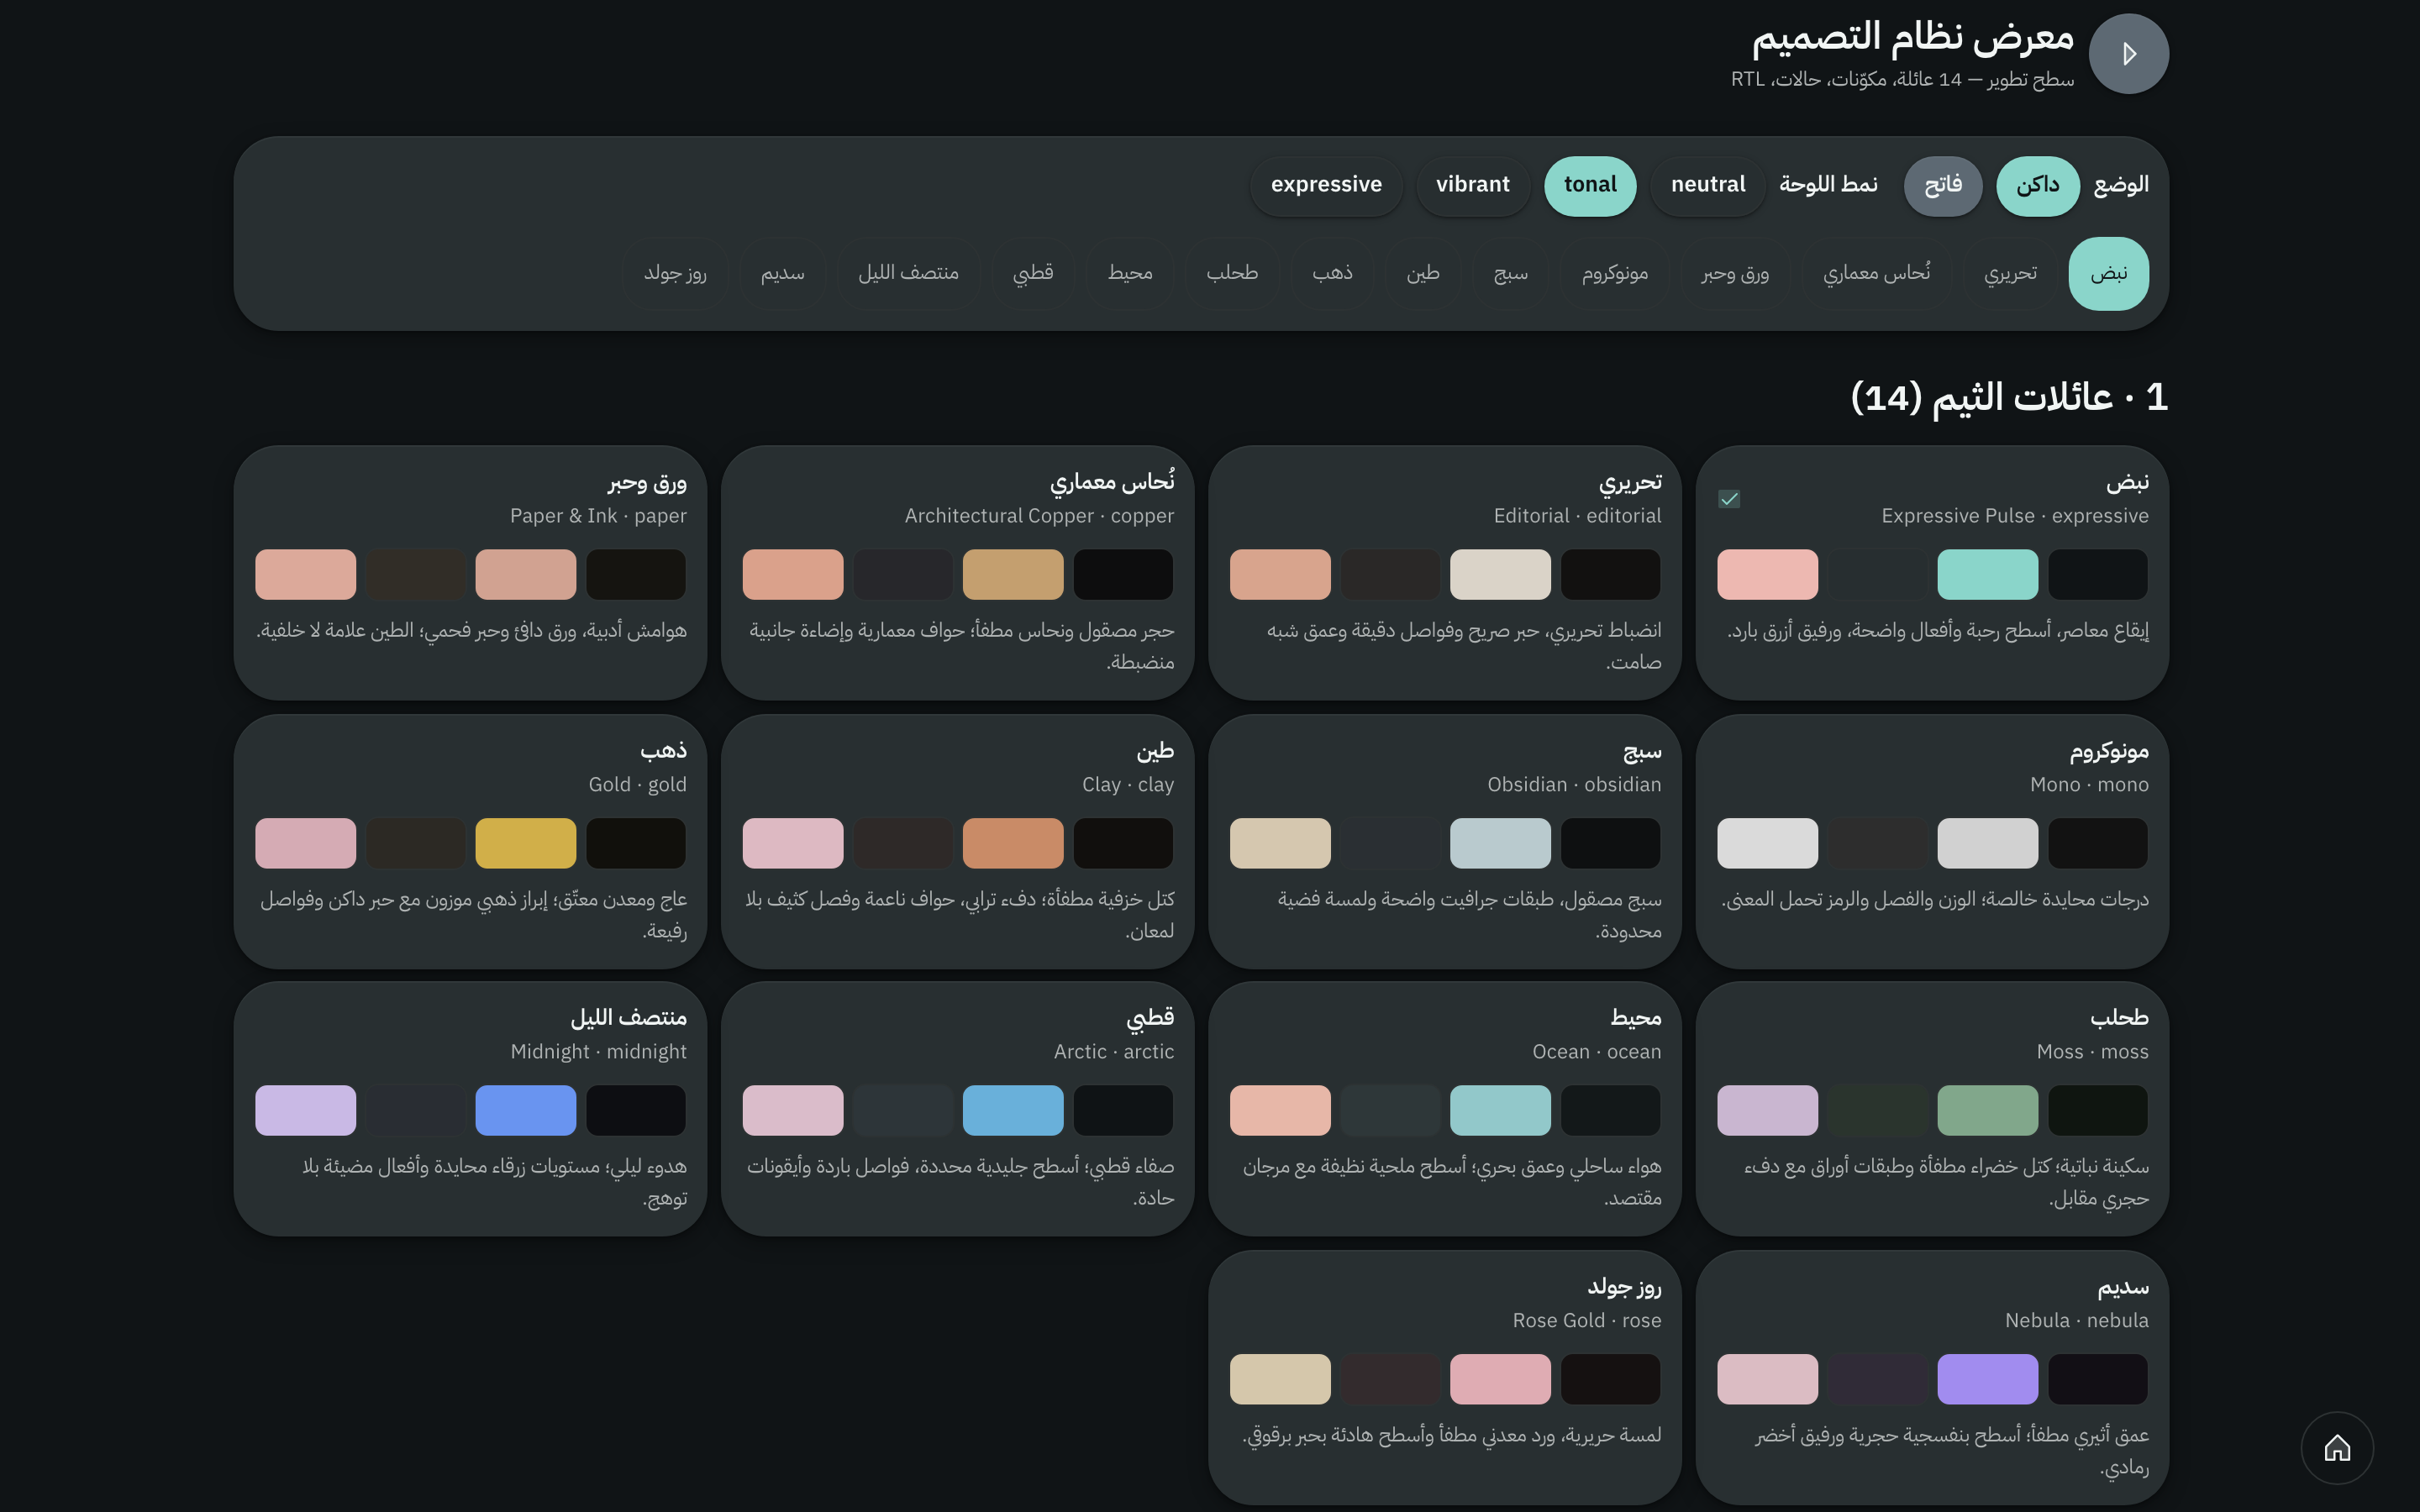 معرض نظام التصميم
سطح تطوير — 14 عائلة، مكوّنات، حالات، RTL
الوضع داكن فاتح نمط اللوحة neutral tonal vibrant expressive
نبض تحريري نُحاس معماري ورق وحبر مونوكروم سبج طين ذهب طحلب محيط قطبي منتصف الليل سديم روز جولد
1 · عائلات الثيم (14)
نبض
Expressive Pulse · expressive
إيقاع معاصر، أسطح رحبة وأفعال واضحة، ورفيق أزرق بارد.
تحريري
Editorial · editorial
انضباط تحريري، حبر صريح وفواصل دقيقة وعمق شبه
صامت.
نُحاس معماري
Architectural Copper · copper
حجر مصقول ونحاس مطفأ؛ حواف معمارية وإضاءة جانبية
منضبطة.
ورق وحبر
Paper & Ink · paper
هوامش أدبية، ورق دافئ وحبر فحمي؛ الطين علامة لا خلفية.
مونوكروم
Mono · mono
درجات محايدة خالصة؛ الوزن والفصل والرمز تحمل المعنى.
سبج
Obsidian · obsidian
سبج مصقول، طبقات جرافيت واضحة ولمسة فضية
محدودة.
طين
Clay · clay
كتل خزفية مطفأة؛ دفء ترابي، حواف ناعمة وفصل كثيف بلا
لمعان.
ذهب
Gold · gold
عاج ومعدن معتّق؛ إبراز ذهبي موزون مع حبر داكن وفواصل
رفيعة.
طحلب
Moss · moss
سكينة نباتية؛ كتل خضراء مطفأة وطبقات أوراق مع دفء
حجري مقابل.
محيط
Ocean · ocean
هواء ساحلي وعمق بحري؛ أسطح ملحية نظيفة مع مرجان
مقتصد.
قطبي
Arctic · arctic
صفاء قطبي؛ أسطح جليدية محددة، فواصل باردة وأيقونات
حادة.
منتصف الليل
Midnight · midnight
هدوء ليلي؛ مستويات زرقاء محايدة وأفعال مضيئة بلا
توهج.
سديم
Nebula · nebula
عمق أثيري مطفأ؛ أسطح بنفسجية حجرية ورفيق أخضر
رمادي.
روز جولد
Rose Gold · rose
لمسة حريرية، ورد معدني مطفأ وأسطح هادئة بحبر برقوقي.